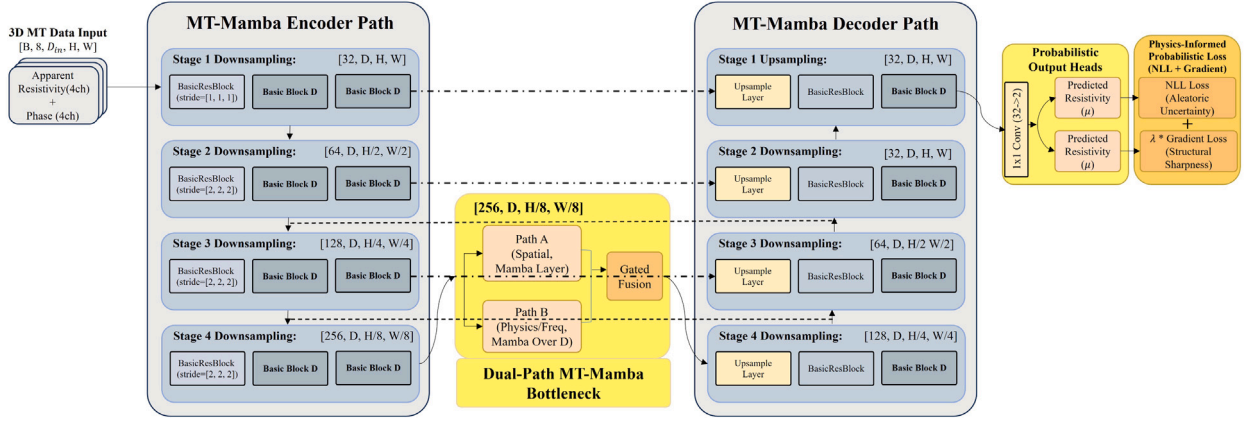 3D MT Data Input
[B, 8, D_in, H, W]
Apparent
Resistivity(4ch)
+
Phase (4ch)
MT-Mamba Encoder Path
Stage 1 Downsampling: [32, D, H, W]
BasicResBlock
(stride=[1, 1, 1])
Basic Block D
Basic Block D
Stage 2 Downsampling: [64, D, H/2, W/2]
BasicResBlock
(stride=[2, 2, 2])
Basic Block D
Basic Block D
Stage 3 Downsampling: [128, D, H/4, W/4]
BasicResBlock
(stride=[2, 2, 2])
Basic Block D
Basic Block D
Stage 4 Downsampling: [256, D, H/8, W/8]
BasicResBlock
(stride=[2, 2, 2])
Basic Block D
Basic Block D
[256, D, H/8, W/8]
Path A
(Spatial,
Mamba Layer)
Path B
(Physics/Freq,
Mamba Over D)
Gated
Fusion
Dual-Path MT-Mamba
Bottleneck
MT-Mamba Decoder Path
Stage 1 Upsampling: [32, D, H, W]
Upsample
Layer
BasicResBlock
Basic Block D
Stage 2 Downsampling: [32, D, H, W]
Upsample
Layer
BasicResBlock
Basic Block D
Stage 3 Downsampling: [64, D, H/2 W/2]
Upsample
Layer
BasicResBlock
Basic Block D
Stage 4 Downsampling: [128, D, H/4, W/4]
Upsample
Layer
BasicResBlock
Basic Block D
Probabilistic
Output Heads
1x1 Conv (32->2)
Predicted
Resistivity
(μ)
Predicted
Resistivity
(μ)
Physics-Informed
Probabilistic Loss
(NLL + Gradient)
NLL Loss
(Aleatoric
Uncertainty)
+
λ * Gradient Loss
(Structural
Sharpness)